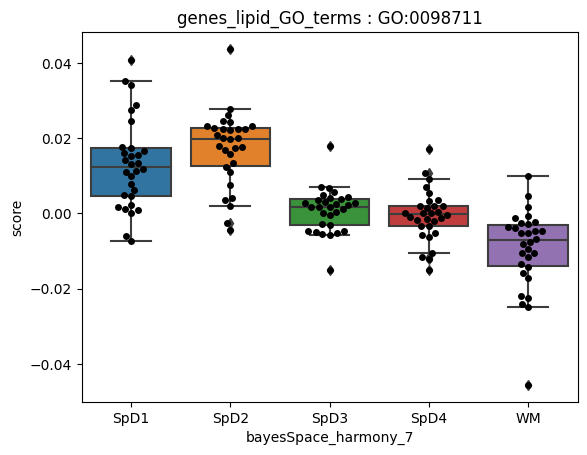 genes_lipid_GO_terms : GO:0098711
0.04
0.02
0.00
−0.02
−0.04
score
SpD1 SpD2 SpD3 SpD4 WM
bayesSpace_harmony_7